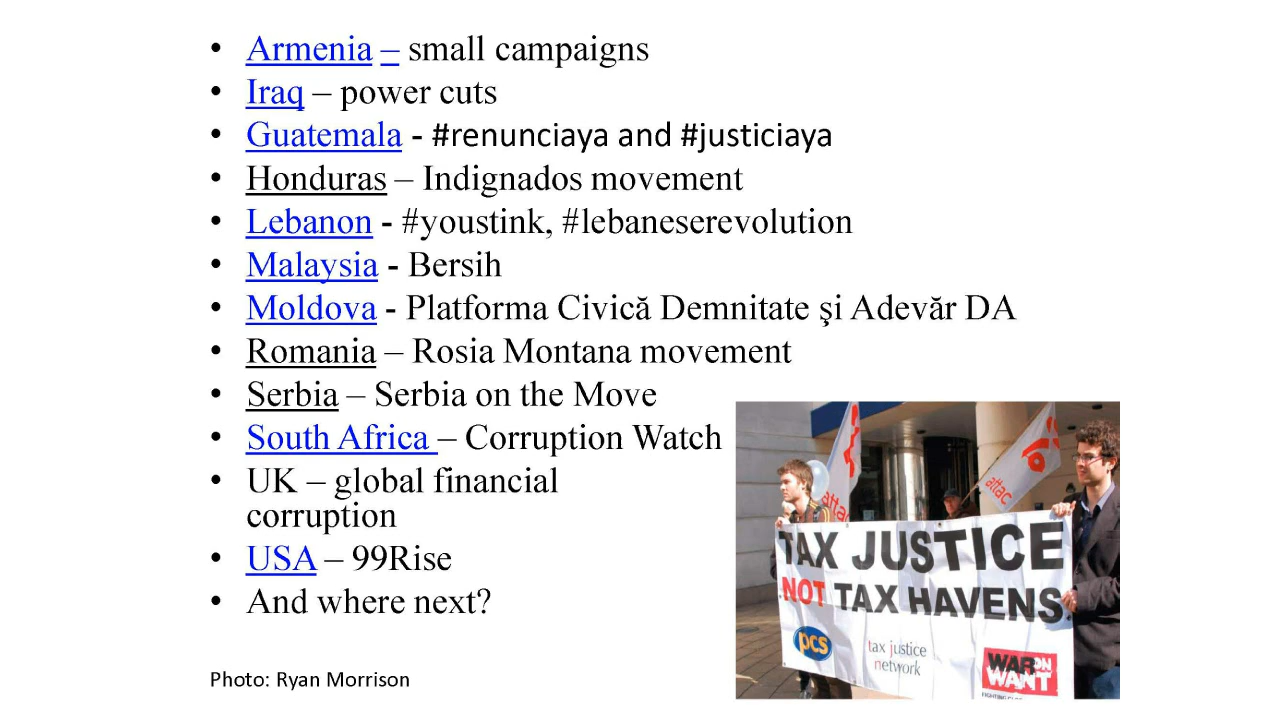 • Armenia – small campaigns
• Iraq – power cuts
• Guatemala - #renunciaya and #justiciaya
• Honduras – Indignados movement
• Lebanon - #youstink, #lebaneserevolution
• Malaysia - Bersih
• Moldova - Platforma Civică Demnitate şi Adevăr DA
• Romania – Rosia Montana movement
• Serbia – Serbia on the Move
• South Africa – Corruption Watch
• UK – global financial
corruption
• USA – 99Rise
• And where next?
Photo: Ryan Morrison
attac
attac
TAX JUSTICE
NOT TAX HAVENS
pcs
tax justice
network
WAR ON
WANT